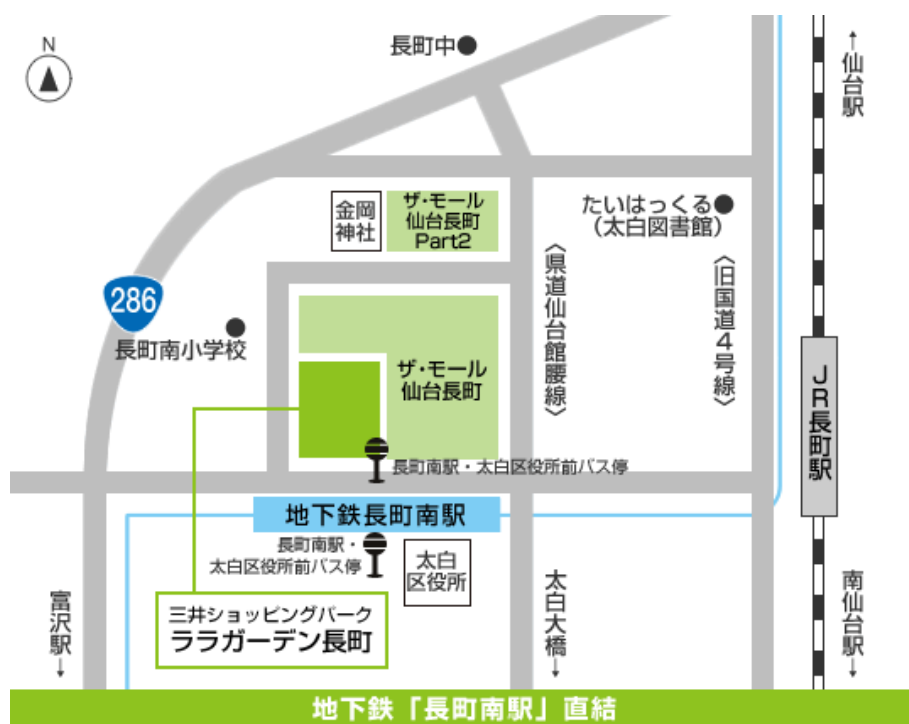 N
長町中
↑仙台駅
金岡
神社
ザ・モール
仙台長町
Part2
たいはっくる
(太白図書館)
〈県道仙台館腰線〉
〈旧国道4号線〉
286
長町南小学校
ザ・モール
仙台長町
JR長町駅
長町南駅・太白区役所前バス停
地下鉄長町南駅
長町南駅・
太白区役所前バス停
太白
区役所
富沢駅↓
三井ショッピングパーク
ララガーデン長町
太白大橋↓
南仙台駅↓
地下鉄「長町南駅」直結